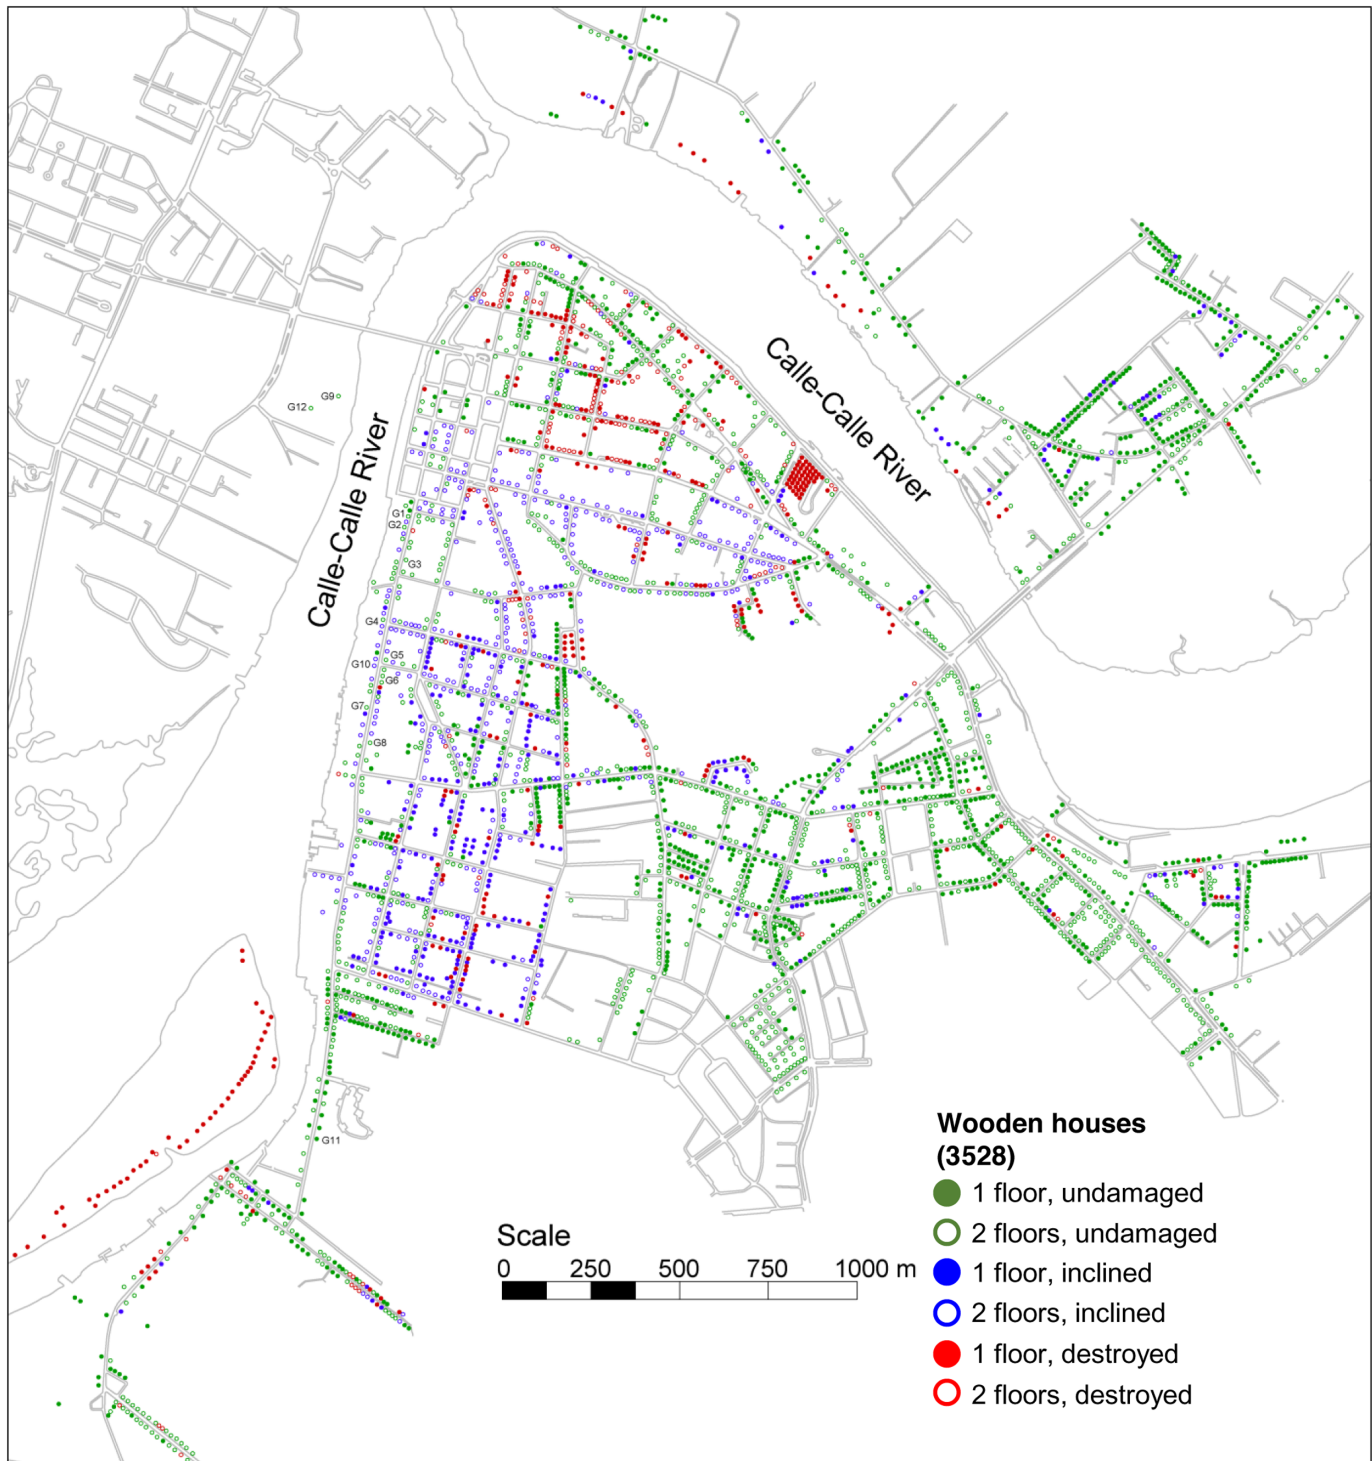 G9
G12
Calle-Calle River
Calle-Calle River
G1
G2
G3
G4
G5
G10
G6
G7
G8
G11
Wooden houses
(3528)
1 floor, undamaged
2 floors, undamaged
1 floor, inclined
2 floors, inclined
1 floor, destroyed
2 floors, destroyed
Scale
0 250 500 750 1000 m